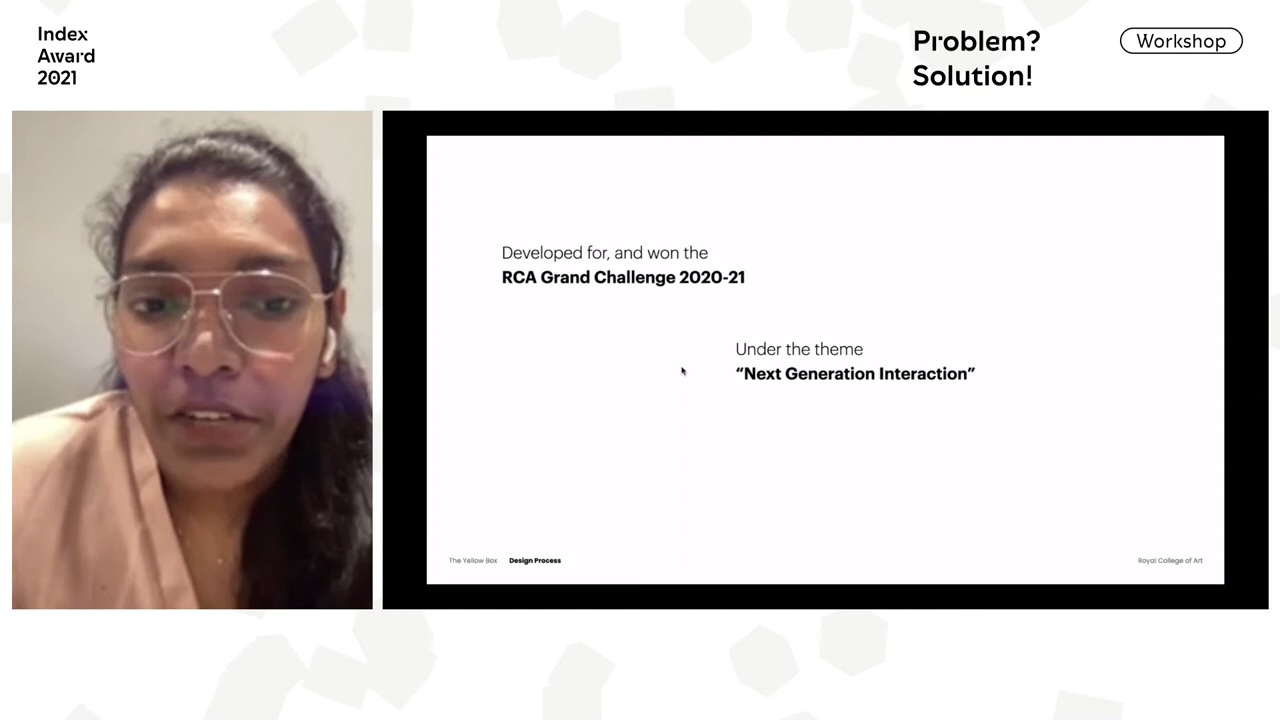 Index
Award
2021
Problem?
Solution!
Workshop
Developed for, and won the
RCA Grand Challenge 2020-21
Under the theme
“Next Generation Interaction”
The Yellow Box Design Process
Royal College of Art